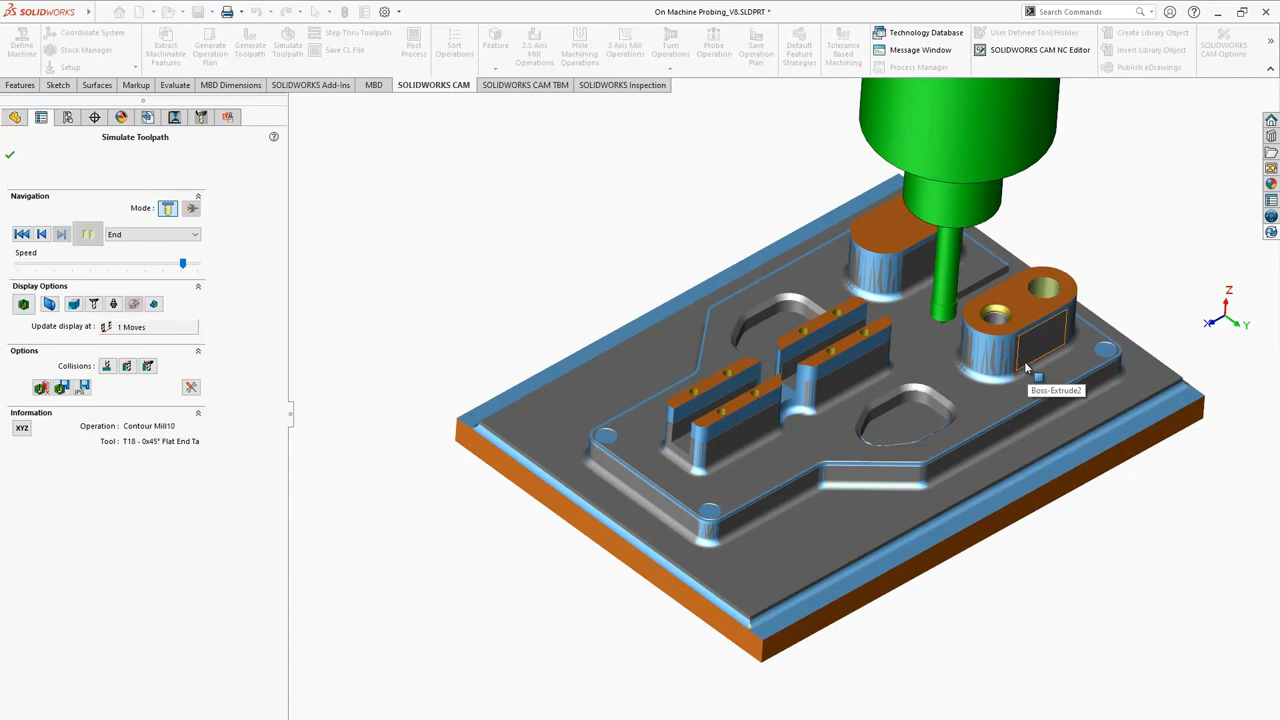 SOLIDWORKS
On Machine Probing_V8.SLDPRT *
Search Commands
Define Machine
Coordinate System
Stock Manager
Setup
Extract Machinable Features
Generate Operation Plan
Generate Toolpath
Simulate Toolpath
Step Thru Toolpath
Save CL File
Post Process
Sort Operations
Feature
2.5 Axis Mill
Hole Machining Operations
3 Axis Mill Operations
Turn Operations
Probe Operation
Save Operation Plan
Default Feature Strategies
Tolerance Based Machining
Technology Database
Message Window
Process Manager
User Defined Tool/Holder
SOLIDWORKS CAM NC Editor
Create Library Object
Insert Library Object
Publish eDrawings
SOLIDWORKS CAM Options
Features
Sketch
Surfaces
Markup
Evaluate
MBD Dimensions
SOLIDWORKS Add-Ins
MBD
SOLIDWORKS CAM
SOLIDWORKS CAM TBM
SOLIDWORKS Inspection
Simulate Toolpath
Navigation
Mode :
End
Speed
Display Options
Update display at :
1 Moves
Options
Collisions:
Information
XYZ
Operation: Contour Mill10
Tool : T18 - 0x45° Flat End Ta
Boss-Extrude2
Z
X
Y